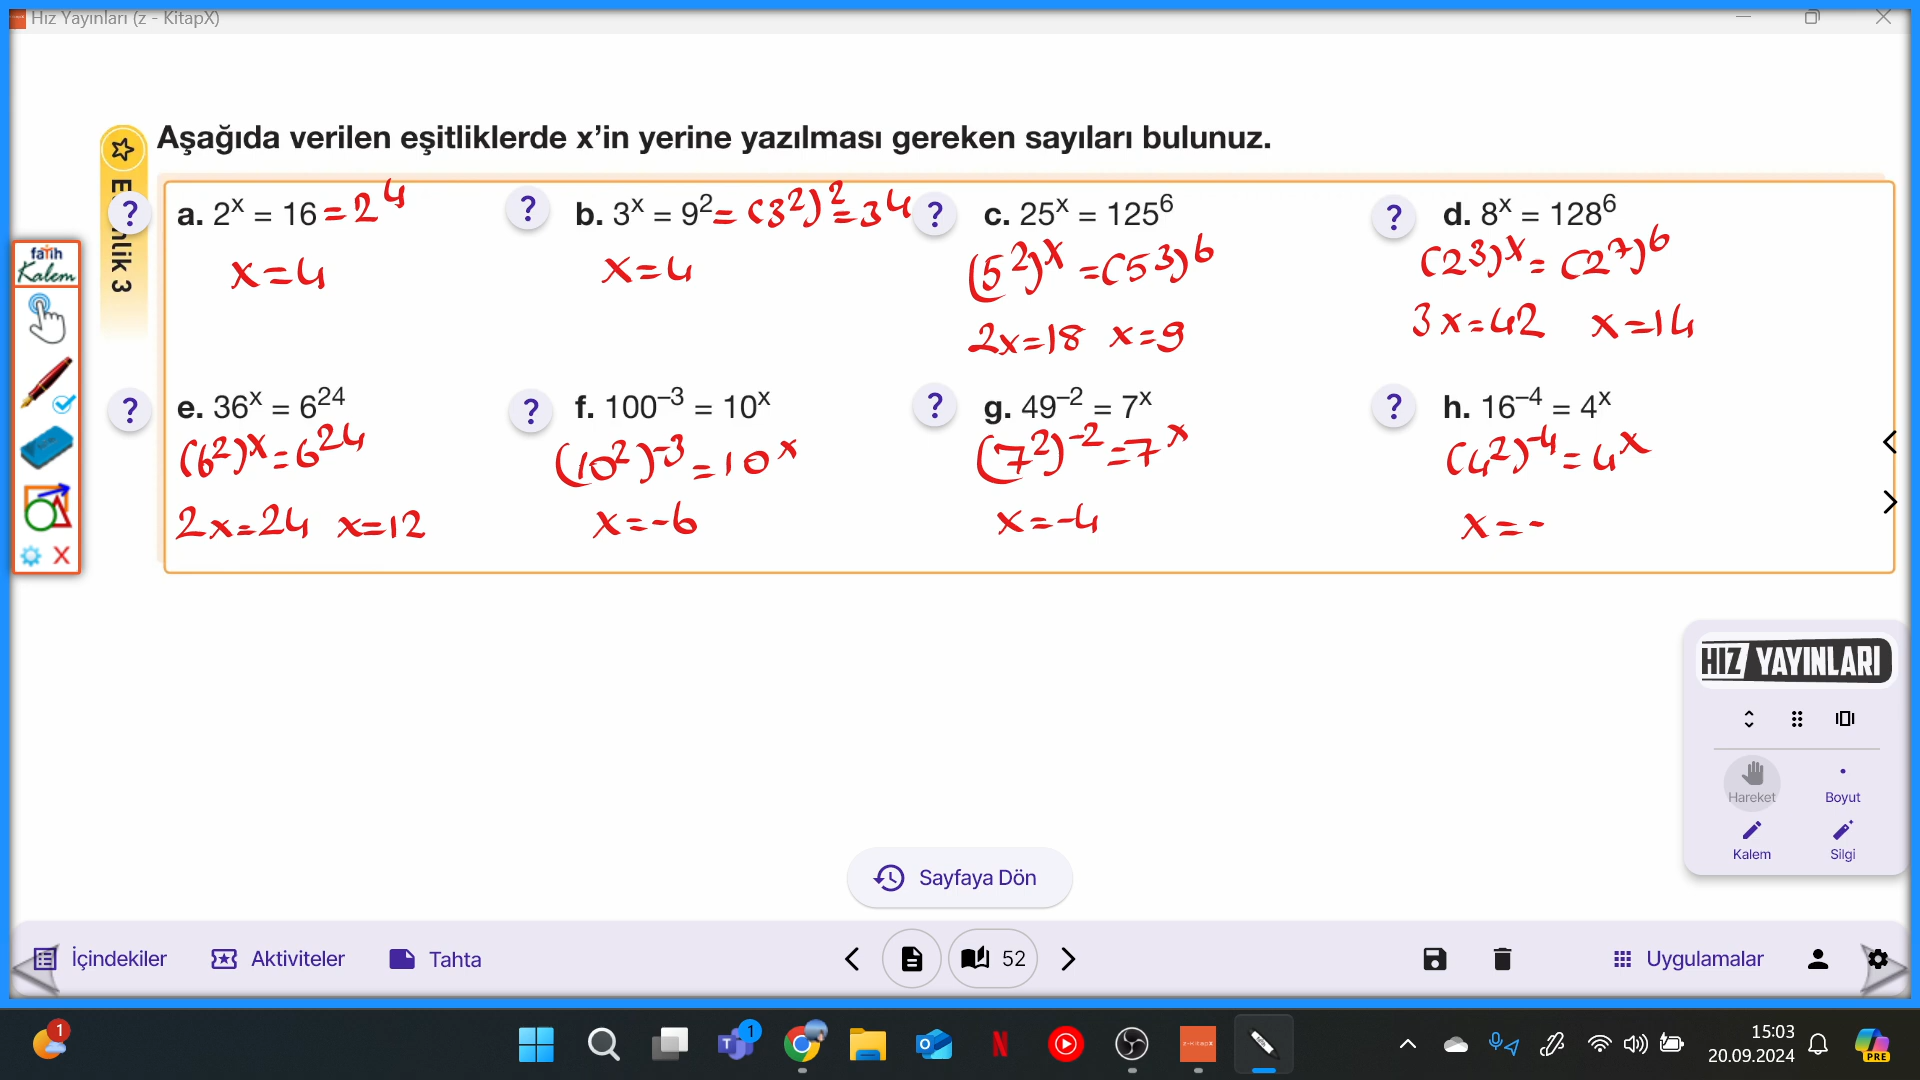 Hız Yayınları (z - KitapX)
Aşağıda verilen eşitliklerde x'in yerine yazılması gereken sayıları bulunuz.
a. 2ˣ = 16 = 2⁴
x=4
b. 3ˣ = 9² = (3²)² = 3⁴
x=4
c. 25ˣ = 125⁶
(5²)ˣ = (5³)⁶
2x=18 x=9
d. 8ˣ = 128⁶
(2³)ˣ = (2⁷)⁶
3x=42 x=14
e. 36ˣ = 6²⁴
(6²)ˣ = 6²⁴
2x=24 x=12
f. 100⁻³ = 10ˣ
(10²)⁻³ = 10ˣ
x=-6
g. 49⁻² = 7ˣ
(7²)⁻² = 7ˣ
x=-4
h. 16⁻⁴ = 4ˣ
(4²)⁻⁴ = 4ˣ
x=-
fatih
Kalem
HIZ YAYINLARI
Hareket
Boyut
Kalem
Silgi
Sayfaya Dön
İçindekiler
Aktiviteler
Tahta
52
Uygulamalar
1
1
15:03
20.09.2024
PRE